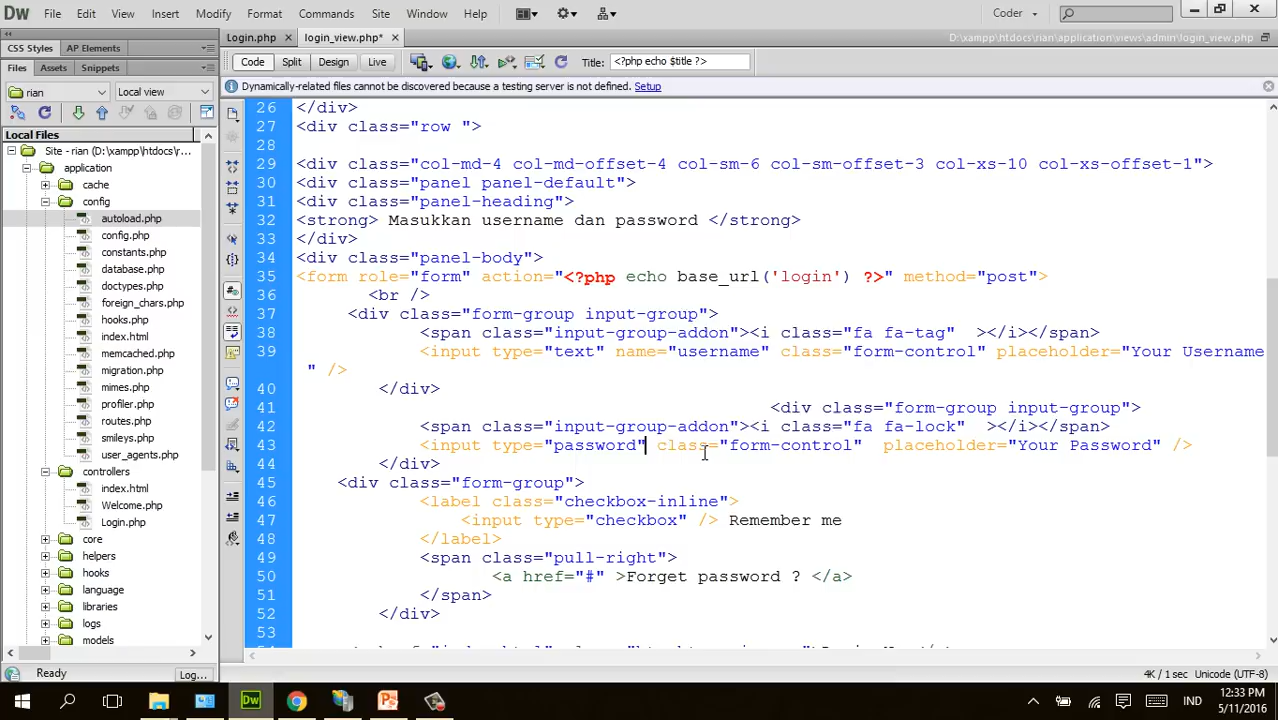 Dw File Edit View Insert Modify Format Commands Site Window Help Coder
CSS Styles AP Elements
Login.php login_view.php*
D:\xampp\htdocs\rian\application\views\admin\login_view.php
Files Assets Snippets
Code Split Design Live Title: <?php echo $title ?>
rian Local view
Dynamically-related files cannot be discovered because a testing server is not defined. Setup
Local Files
Site - rian (D:\xampp\htdocs\r...
application
cache
config
autoload.php
config.php
constants.php
database.php
doctypes.php
foreign_chars.php
hooks.php
index.html
memcached.php
migration.php
mimes.php
profiler.php
routes.php
smileys.php
user_agents.php
controllers
index.html
Welcome.php
Login.php
core
helpers
hooks
language
libraries
logs
models
26 </div>
27 <div class="row ">
28
29 <div class="col-md-4 col-md-offset-4 col-sm-6 col-sm-offset-3 col-xs-10 col-xs-offset-1">
30 <div class="panel panel-default">
31 <div class="panel-heading">
32 <strong> Masukkan username dan password </strong>
33 </div>
34 <div class="panel-body">
35 <form role="form" action="<?php echo base_url('login') ?>" method="post">
36 <br />
37 <div class="form-group input-group">
38 <span class="input-group-addon"><i class="fa fa-tag"  ></i></span>
39 <input type="text" name="username" class="form-control" placeholder="Your Username
" />
40 </div>
41 <div class="form-group input-group">
42 <span class="input-group-addon"><i class="fa fa-lock"  ></i></span>
43 <input type="password" class="form-control"  placeholder="Your Password" />
44 </div>
45 <div class="form-group">
46 <label class="checkbox-inline">
47 <input type="checkbox" /> Remember me
48 </label>
49 <span class="pull-right">
50 <a href="#" >Forget password ? </a>
51 </span>
52 </div>
53
Ready Log...
4K / 1 sec Unicode (UTF-8)
IND
12:33 PM
5/11/2016